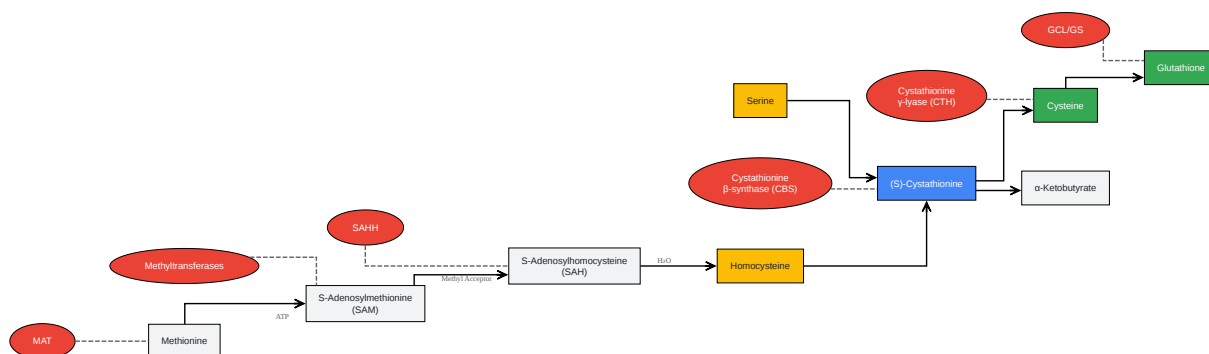 GCL/GS
Glutathione
Cystathionine
γ-lyase (CTH)
Serine
Cysteine
Cystathionine
β-synthase (CBS)
(S)-Cystathionine
α-Ketobutyrate
SAHH
Methyltransferases
S-Adenosylhomocysteine
(SAH)
H₂O
Homocysteine
Methyl Acceptor
S-Adenosylmethionine
(SAM)
ATP
MAT
Methionine